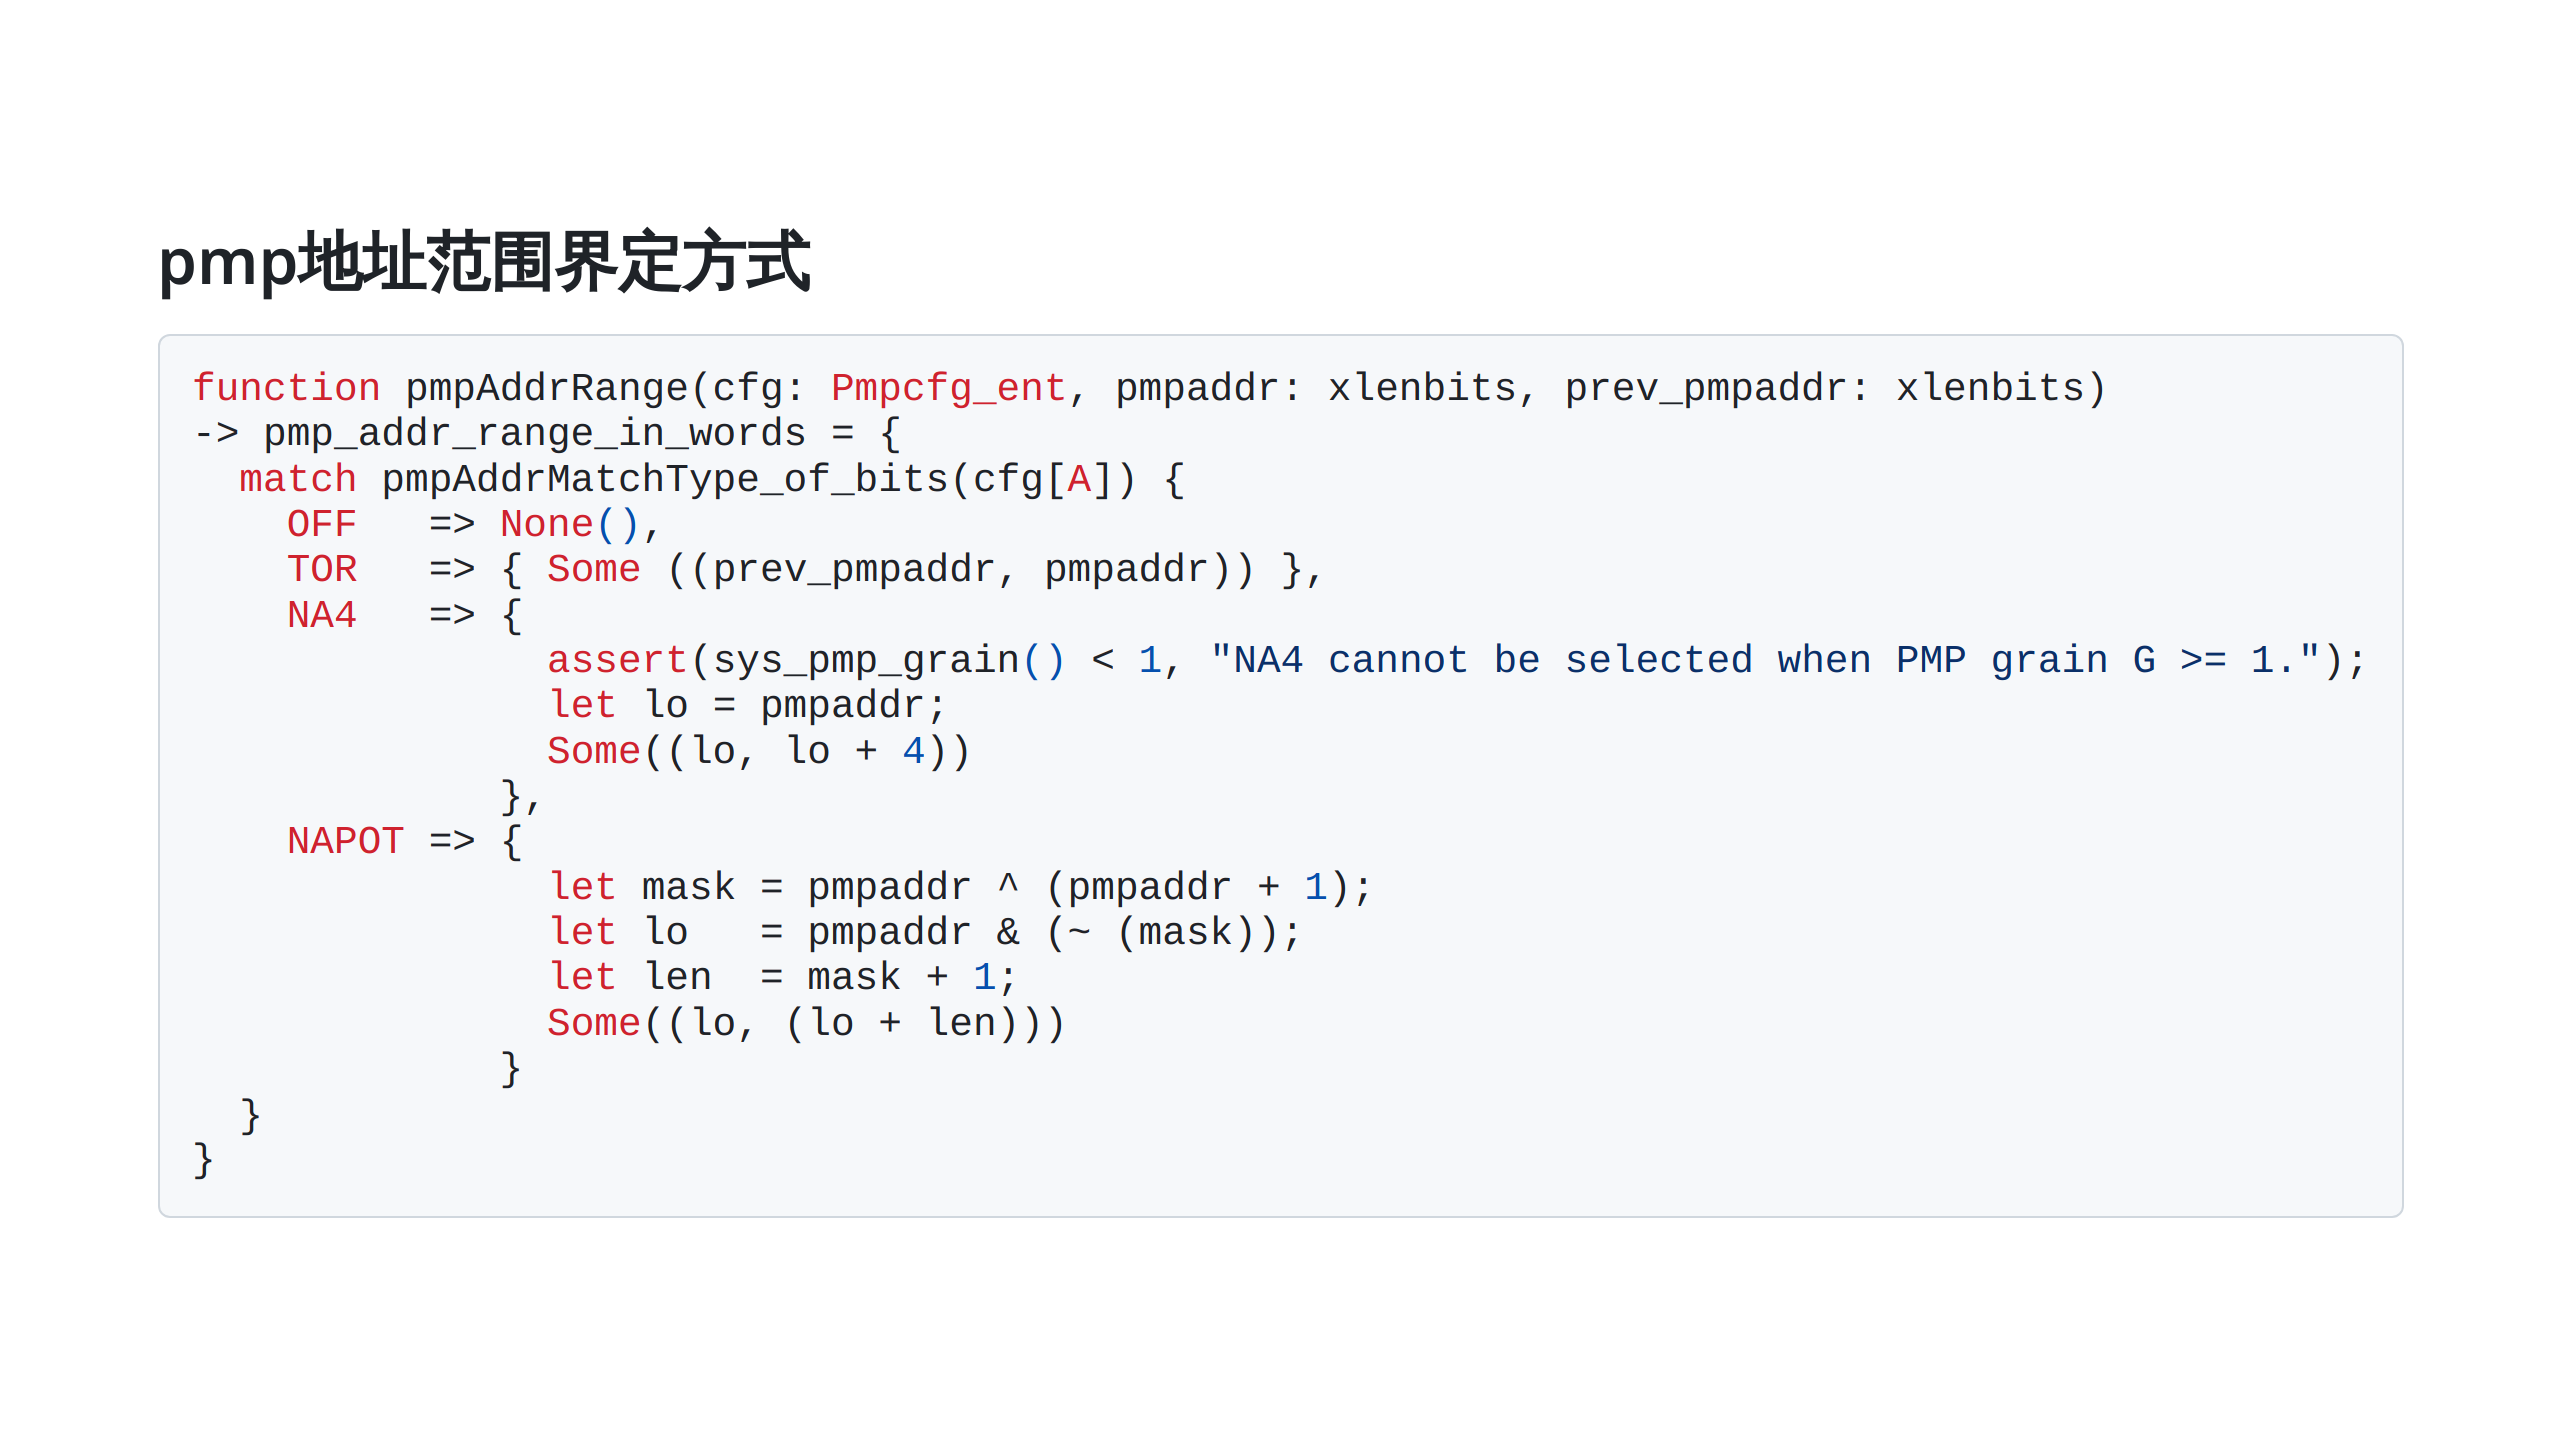 pmp地址范围界定方式
function pmpAddrRange(cfg: Pmpcfg_ent, pmpaddr: xlenbits, prev_pmpaddr: xlenbits)
-> pmp_addr_range_in_words = {
  match pmpAddrMatchType_of_bits(cfg[A]) {
    OFF   => None(),
    TOR   => { Some ((prev_pmpaddr, pmpaddr)) },
    NA4   => {
               assert(sys_pmp_grain() < 1, "NA4 cannot be selected when PMP grain G >= 1.");
               let lo = pmpaddr;
               Some((lo, lo + 4))
             },
    NAPOT => {
               let mask = pmpaddr ^ (pmpaddr + 1);
               let lo   = pmpaddr & (~ (mask));
               let len  = mask + 1;
               Some((lo, (lo + len)))
             }
  }
}